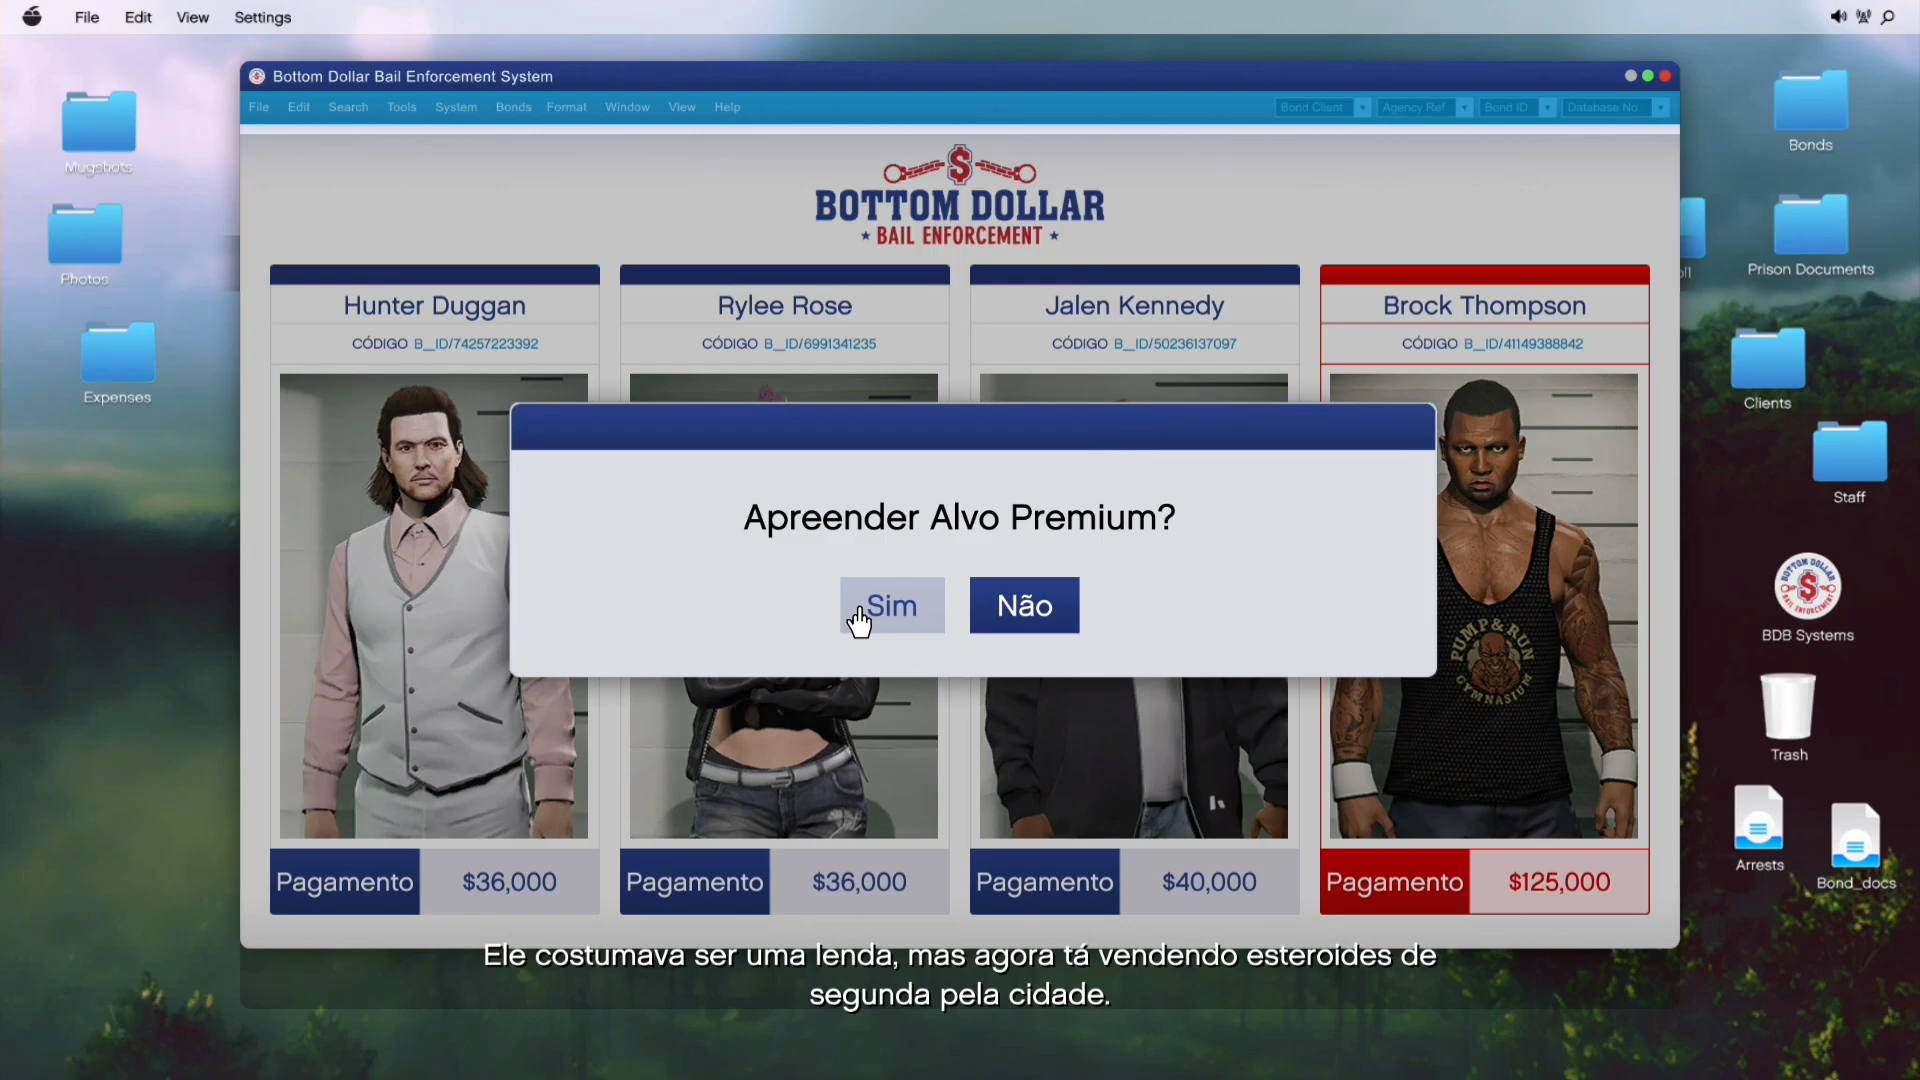 File Edit View Settings
Bottom Dollar Bail Enforcement System
File Edit Search Tools System Bonds Format Window View Help Bond Client Agency Ref Bond ID Database No.
Mugshots
Photos
Expenses
Bonds
Prison Documents
Clients
Staff
BDB Systems
Trash
Arrests
Bond_docs
$
BOTTOM DOLLAR
BAIL ENFORCEMENT
Hunter Duggan
CÓDIGO B_ID/74257223392
Rylee Rose
CÓDIGO B_ID/6991341235
Jalen Kennedy
CÓDIGO B_ID/50236137097
Brock Thompson
CÓDIGO B_ID/41149388842
Apreender Alvo Premium?
Sim Não
PUMP & RUN
GYMNASIUM
BOTTOM DOLLAR
$
BAIL ENFORCEMENT
Pagamento $36,000
Pagamento $36,000
Pagamento $40,000
Pagamento $125,000
Ele costumava ser uma lenda, mas agora tá vendendo esteroides de
segunda pela cidade.